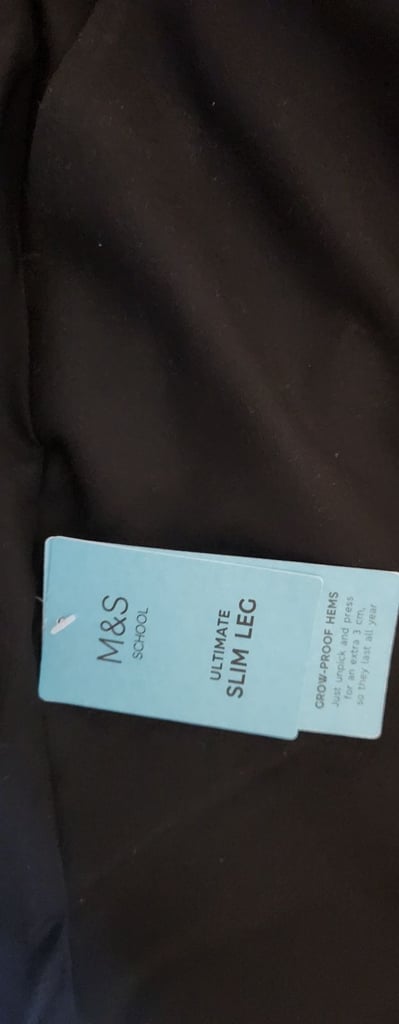 M&S
SCHOOL
ULTIMATE
SLIM LEG
GROW-PROOF HEMS
Just unpick and press
for an extra 3 cm,
so they last all year